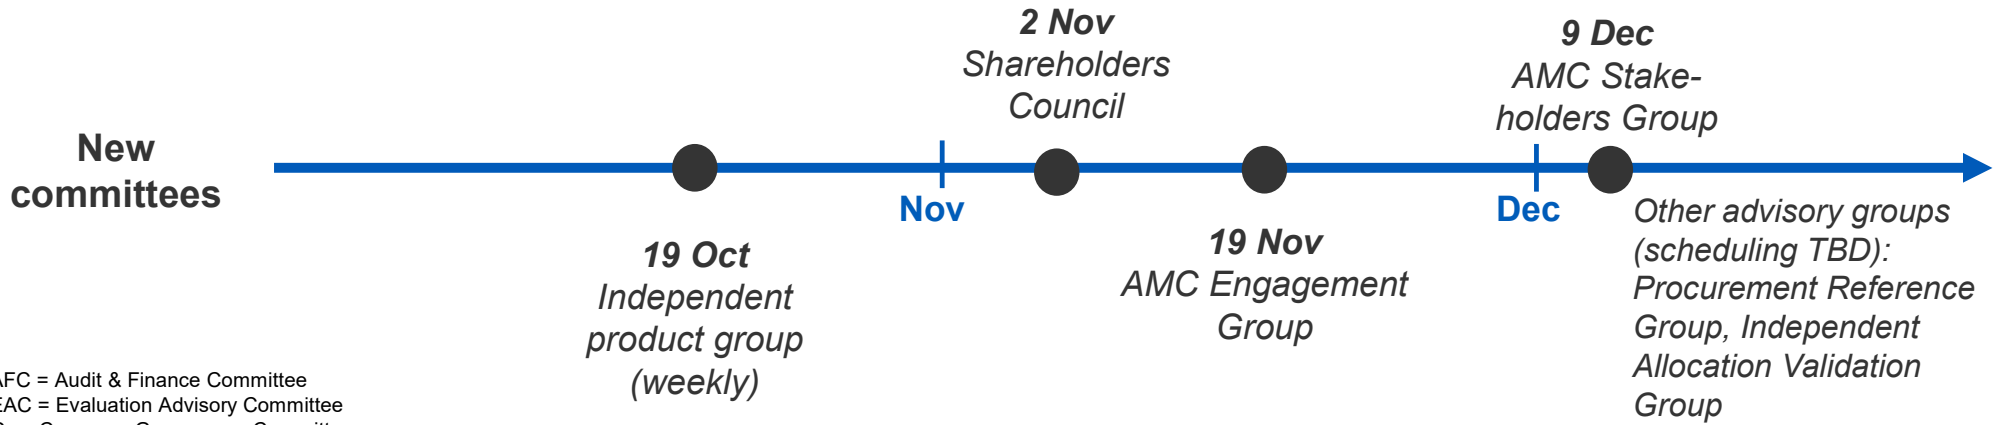 New
committees
19 Oct
Independent
product group
(weekly)
Nov
2 Nov
Shareholders
Council
19 Nov
AMC Engagement
Group
Dec
9 Dec
AMC Stake-
holders Group
Other advisory groups
(scheduling TBD):
Procurement Reference
Group, Independent
Allocation Validation
Group
AFC = Audit & Finance Committee
EAC = Evaluation Advisory Committee